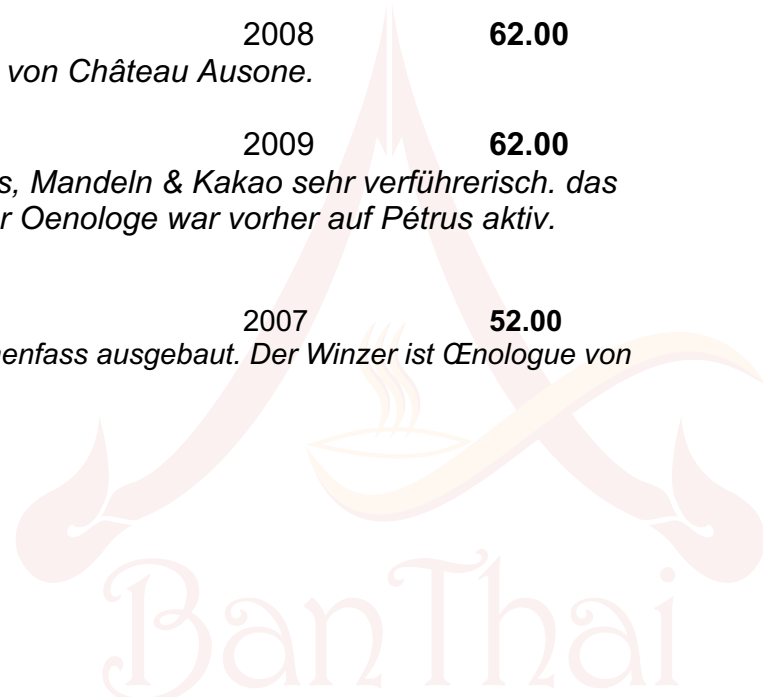 2008 62.00
von Château Ausone.
2009 62.00
s, Mandeln & Kakao sehr verführerisch. das
r Oenologe war vorher auf Pétrus aktiv.
2007 52.00
enfass ausgebaut. Der Winzer ist Œnologue von
BanThai